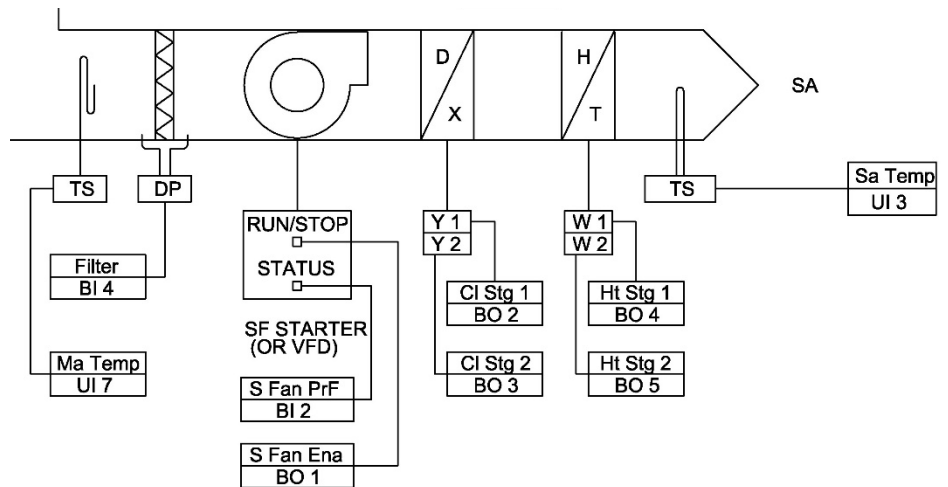 D
X
H
T
SA
TS
DP
TS
Sa Temp
UI 3
RUN/STOP
STATUS
Y 1
Y 2
W 1
W 2
Filter
BI 4
Cl Stg 1
BO 2
Ht Stg 1
BO 4
SF STARTER
(OR VFD)
Ma Temp
UI 7
S Fan PrF
BI 2
Cl Stg 2
BO 3
Ht Stg 2
BO 5
S Fan Ena
BO 1